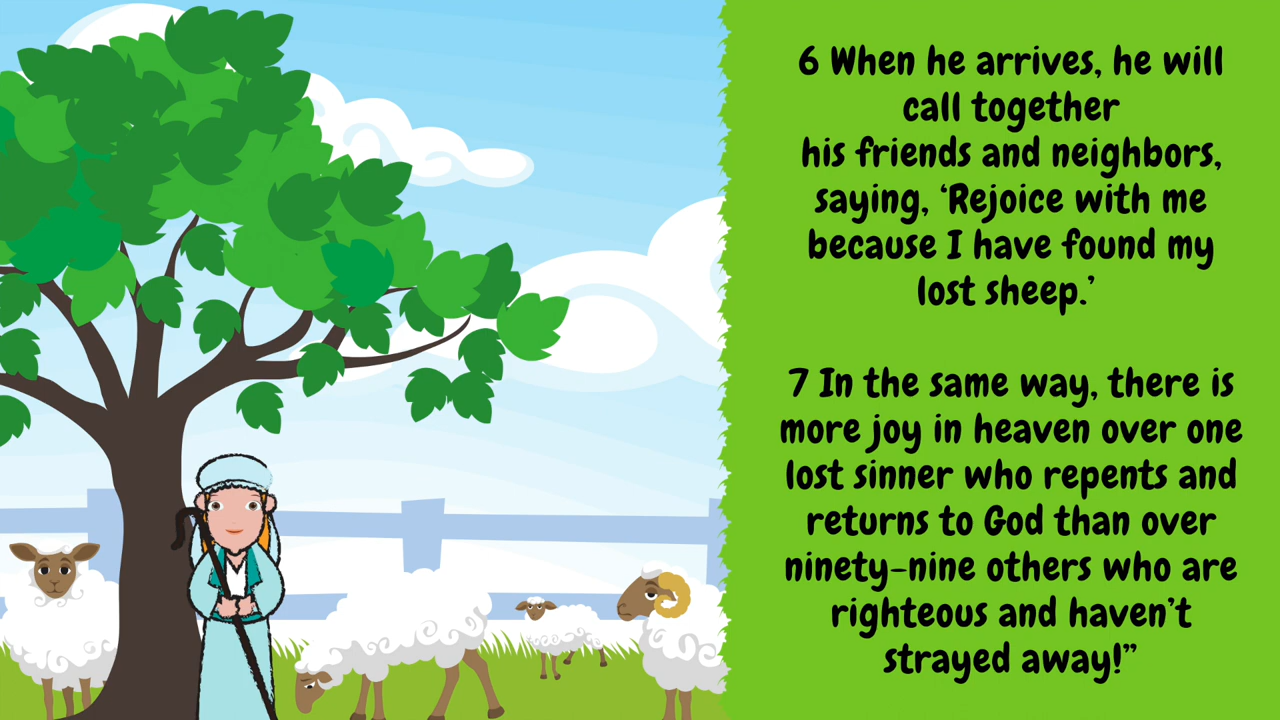 6 When he arrives, he will
call together
his friends and neighbors,
saying, ‘Rejoice with me
because I have found my
lost sheep.’
7 In the same way, there is
more joy in heaven over one
lost sinner who repents and
returns to God than over
ninety-nine others who are
righteous and haven’t
strayed away!”